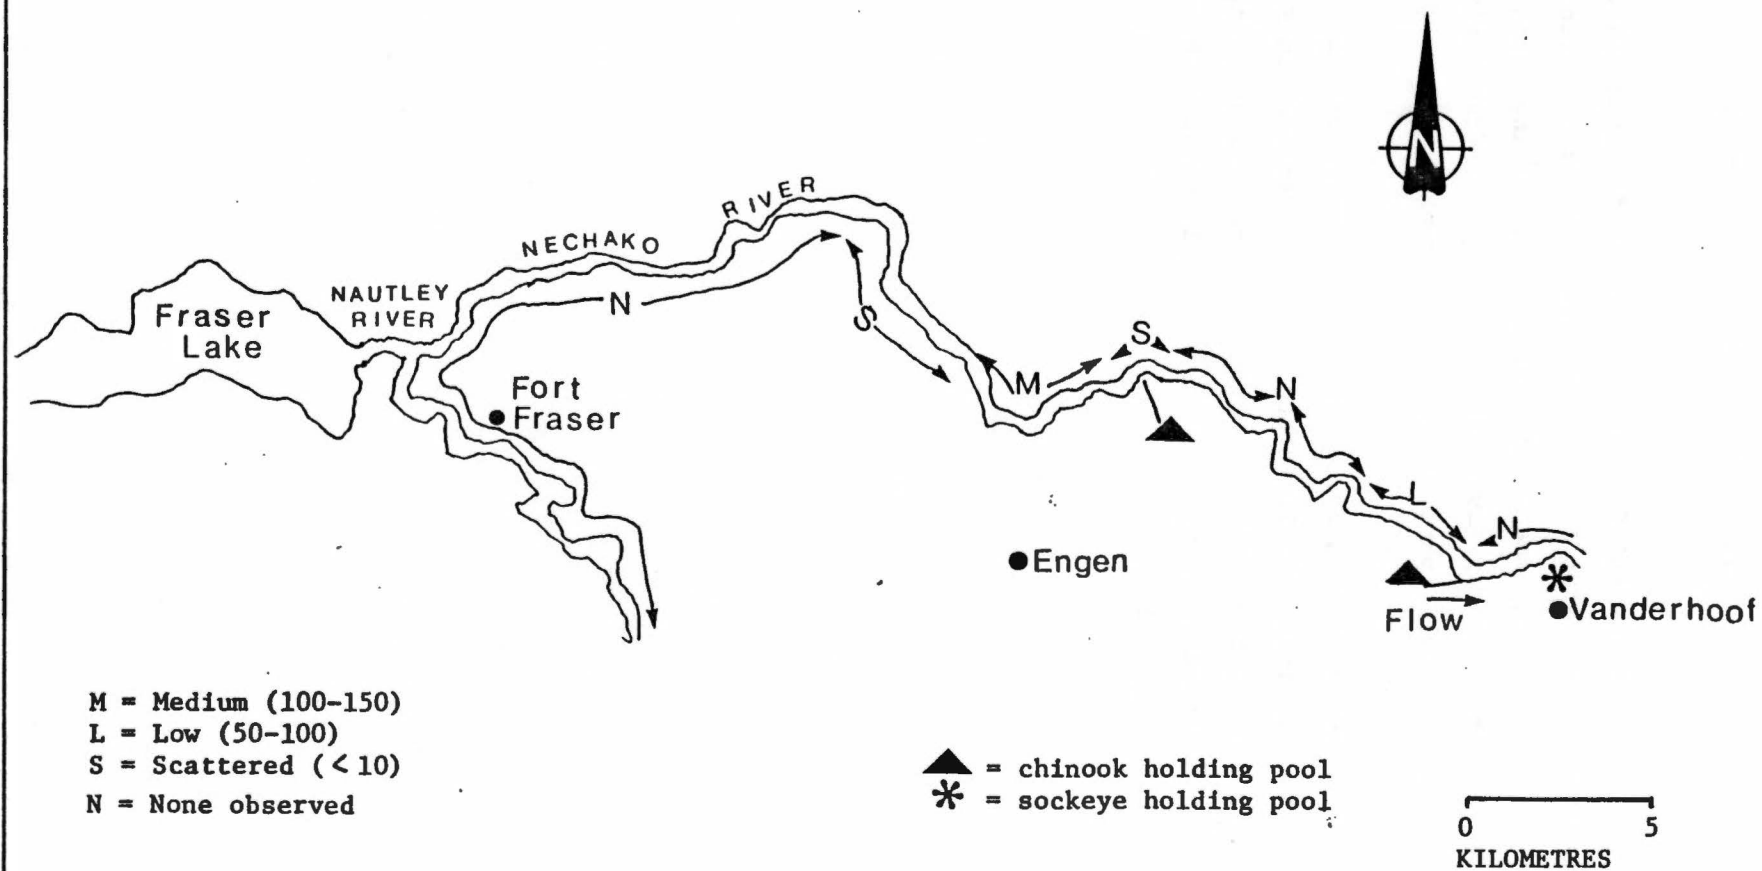 N
RIVER
NECHAKO
NAUTLEY
RIVER
Fraser
Lake
N
S
S
M
N
Fort
Fraser
L
N
Engen
Flow
Vanderhoof
M = Medium (100-150)
L = Low (50-100)
S = Scattered (<10)
N = None observed
= chinook holding pool
= sockeye holding pool
0 5
KILOMETRES